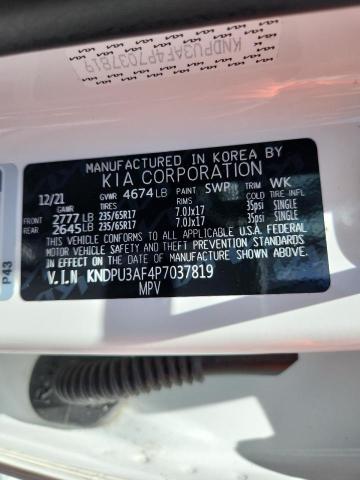 KNDPU3AF4P7037819
MANUFACTURED IN KOREA BY
KIA CORPORATION
12/21 GVWR 4674LB PAINT SWP TRIM WK
GAWR TIRES RIMS COLD TIRE INFL.
FRONT 2777LB 235/65R17 7.0Jx17 35psi SINGLE
REAR 2645LB 235/65R17 7.0Jx17 35psi SINGLE
THIS VEHICLE CONFORMS TO ALL APPLICABLE U.S. FEDERAL
MOTOR VEHICLE SAFETY, BUMPER, AND THEFT PREVENTION STANDARDS
IN EFFECT ON THE DATE OF MANUFACTURE SHOWN ABOVE.
V.I.N KNDPU3AF4P7037819 U.S.A
MPV
P43